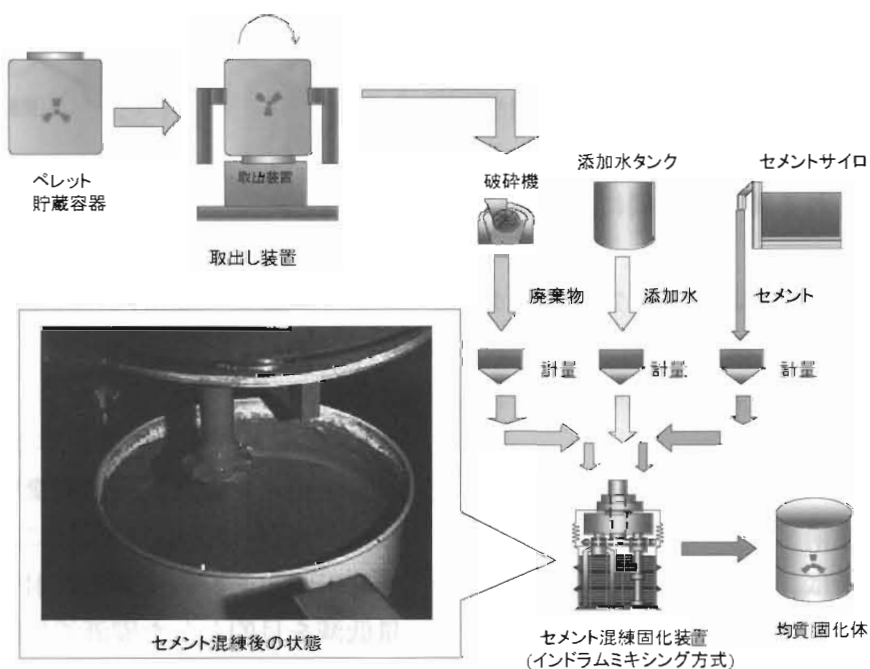 ペレット
貯蔵容器
取出装置
取出し装置
破砕機
添加水タンク
セメントサイロ
廃棄物
添加水
セメント
計量
計量
計量
セメント混練後の状態
セメント混練固化装置
(インドラムミキシング方式)
均質固化体